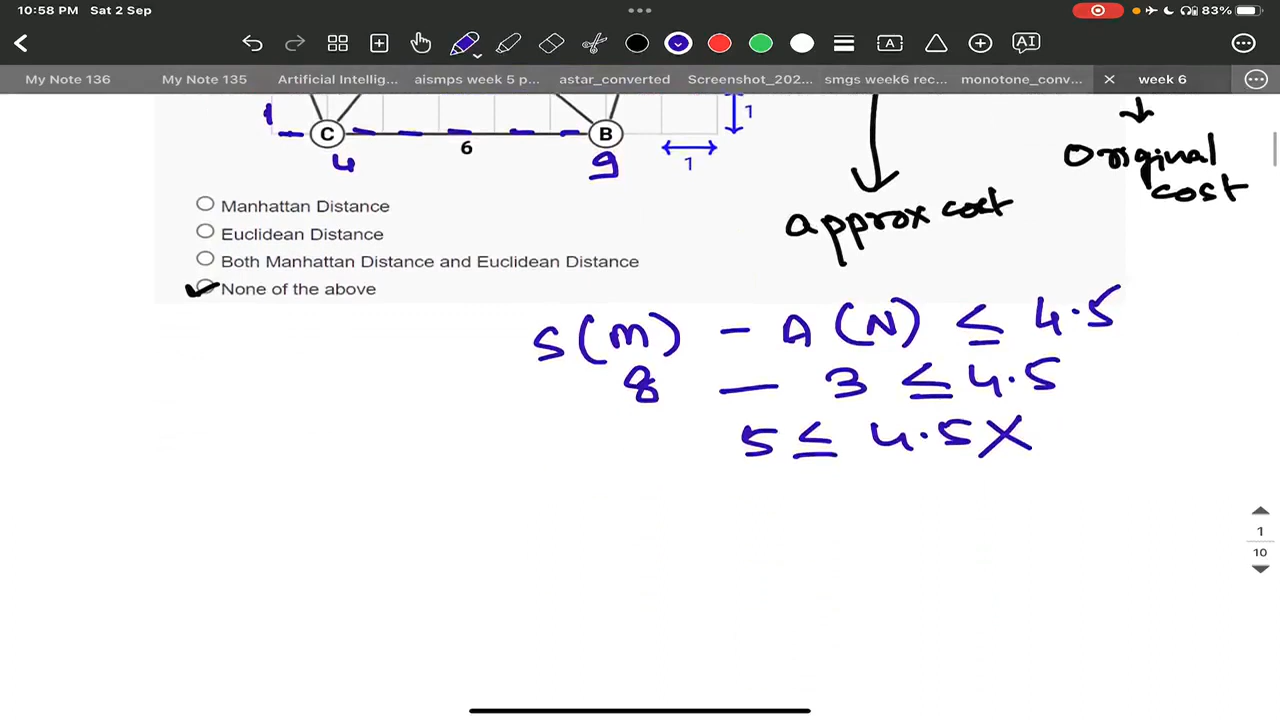 10:58 PM Sat 2 Sep
83%
A
AI
My Note 136
My Note 135
Artificial Intellig...
aismps week 5 p...
astar_converted
Screenshot_202...
smgs week6 rec...
monotone_conv...
week 6
C
B
1
4
6
9
1
1
original
cost
approx cost
Manhattan Distance
Euclidean Distance
Both Manhattan Distance and Euclidean Distance
None of the above
S(M) - A(N) ≤ 4.5
8 - 3 ≤ 4.5
5 ≤ 4.5 X
1
10